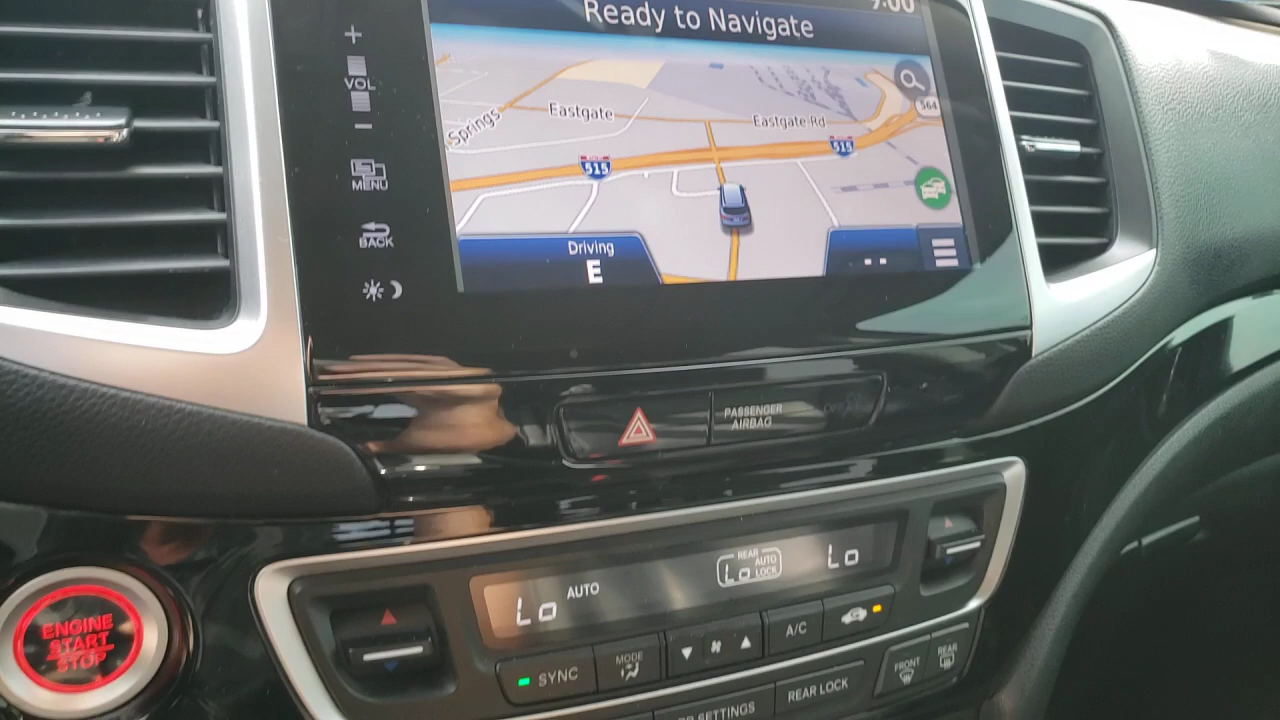 Ready to Navigate
9:00
+
VOL
−
MENU
BACK
Springs
Eastgate
Eastgate Rd
564
515
515
Driving
E
--
PASSENGER
AIRBAG
ENGINE
START
STOP
Lo
AUTO
REAR
Lo
AUTO
LOCK
Lo
SYNC
MODE
A/C
FRONT
REAR
SETTINGS
REAR LOCK